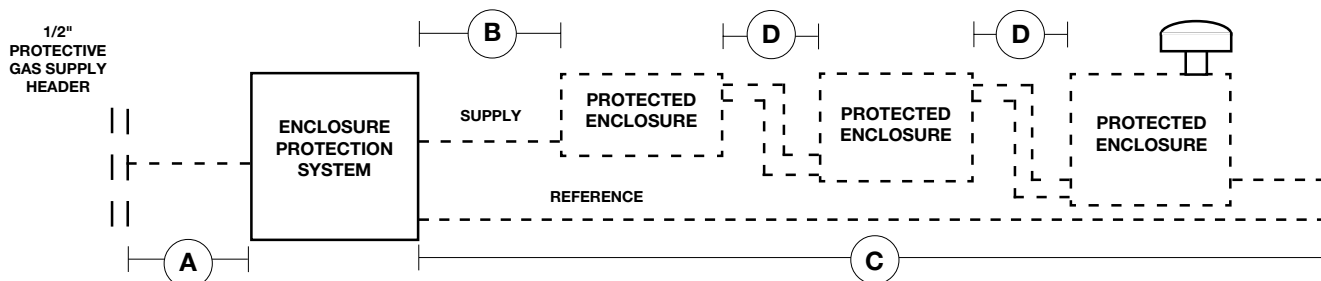 1/2"
PROTECTIVE
GAS SUPPLY
HEADER
A
ENCLOSURE
PROTECTION
SYSTEM
B
SUPPLY
REFERENCE
PROTECTED
ENCLOSURE
D
PROTECTED
ENCLOSURE
D
PROTECTED
ENCLOSURE
C